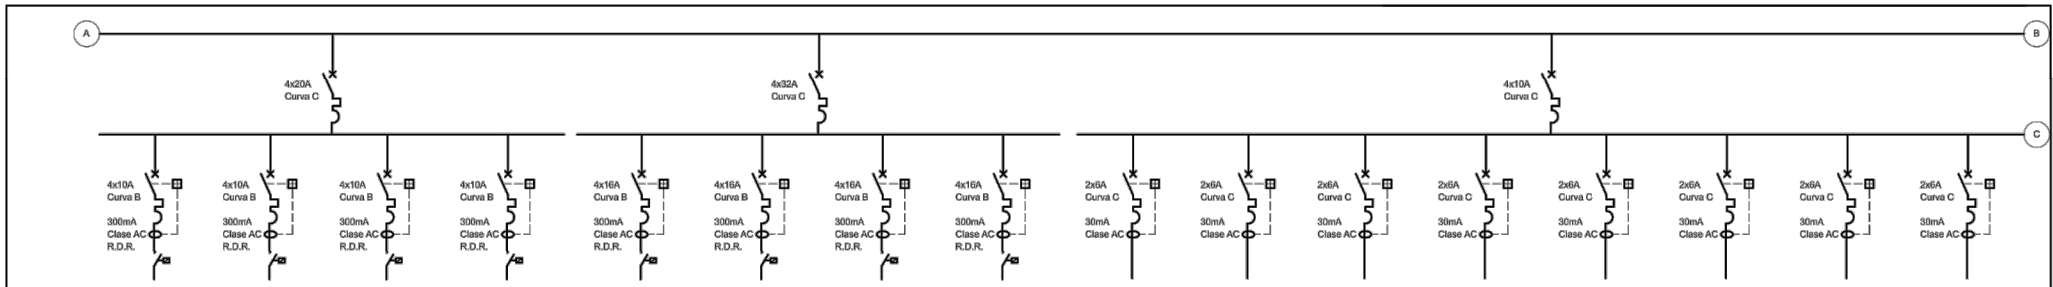 A
B
4x20A
Curva C
4x32A
Curva C
4x10A
Curva C
C
4x10A
Curva B
300mA
Clase AC
R.D.R.
4x10A
Curva B
300mA
Clase AC
R.D.R.
4x10A
Curva B
300mA
Clase AC
R.D.R.
4x10A
Curva B
300mA
Clase AC
R.D.R.
4x16A
Curva B
300mA
Clase AC
R.D.R.
4x16A
Curva B
300mA
Clase AC
R.D.R.
4x16A
Curva B
300mA
Clase AC
R.D.R.
4x16A
Curva B
300mA
Clase AC
R.D.R.
2x6A
Curva C
30mA
Clase AC
2x6A
Curva C
30mA
Clase AC
2x6A
Curva C
30mA
Clase AC
2x6A
Curva C
30mA
Clase AC
2x6A
Curva C
30mA
Clase AC
2x6A
Curva C
30mA
Clase AC
2x6A
Curva C
30mA
Clase AC
2x6A
Curva C
30mA
Clase AC